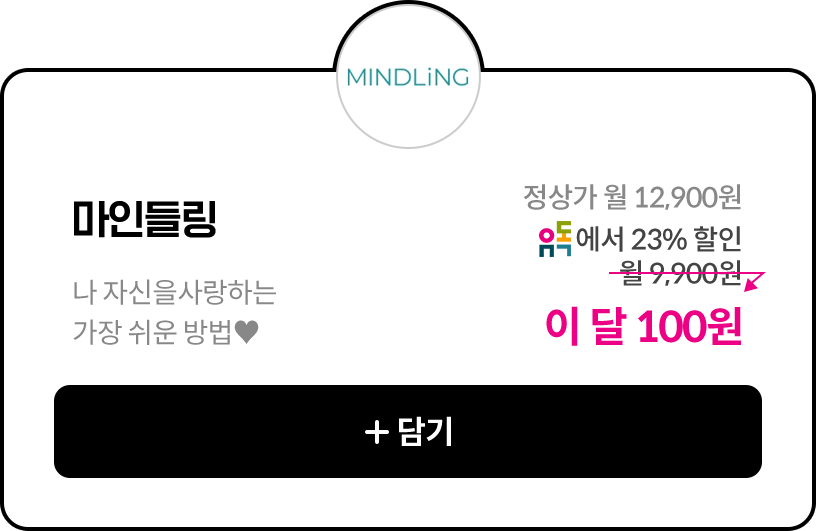 MINDLiNG
마인들링
나 자신을사랑하는
가장 쉬운 방법♥
정상가 월 12,900원
유독에서 23% 할인
월 9,900원
이 달 100원
+ 담기